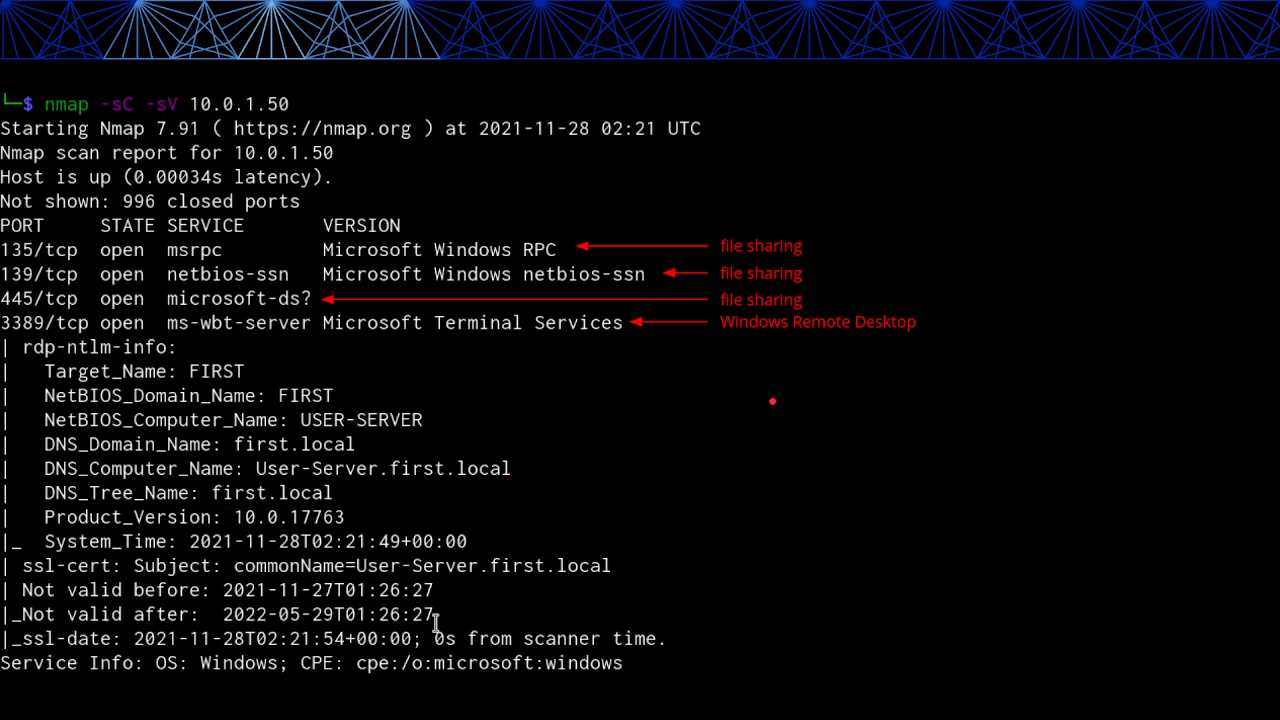 └─$ nmap -sC -sV 10.0.1.50
Starting Nmap 7.91 ( https://nmap.org ) at 2021-11-28 02:21 UTC
Nmap scan report for 10.0.1.50
Host is up (0.00034s latency).
Not shown: 996 closed ports
PORT     STATE SERVICE       VERSION
135/tcp  open  msrpc         Microsoft Windows RPC file sharing
139/tcp  open  netbios-ssn   Microsoft Windows netbios-ssn file sharing
445/tcp  open  microsoft-ds? file sharing
3389/tcp open  ms-wbt-server Microsoft Terminal Services Windows Remote Desktop
| rdp-ntlm-info:
|   Target_Name: FIRST
|   NetBIOS_Domain_Name: FIRST
|   NetBIOS_Computer_Name: USER-SERVER
|   DNS_Domain_Name: first.local
|   DNS_Computer_Name: User-Server.first.local
|   DNS_Tree_Name: first.local
|   Product_Version: 10.0.17763
|_  System_Time: 2021-11-28T02:21:49+00:00
| ssl-cert: Subject: commonName=User-Server.first.local
| Not valid before: 2021-11-27T01:26:27
|_Not valid after:  2022-05-29T01:26:27
|_ssl-date: 2021-11-28T02:21:54+00:00; 0s from scanner time.
Service Info: OS: Windows; CPE: cpe:/o:microsoft:windows